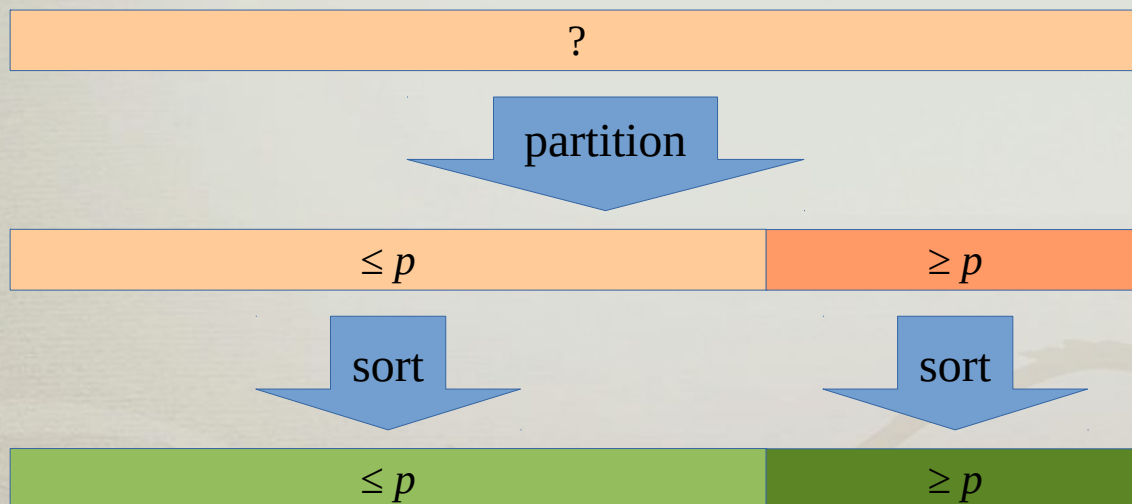 ?
partition
≤ p
≥ p
sort
sort
≤ p
≥ p